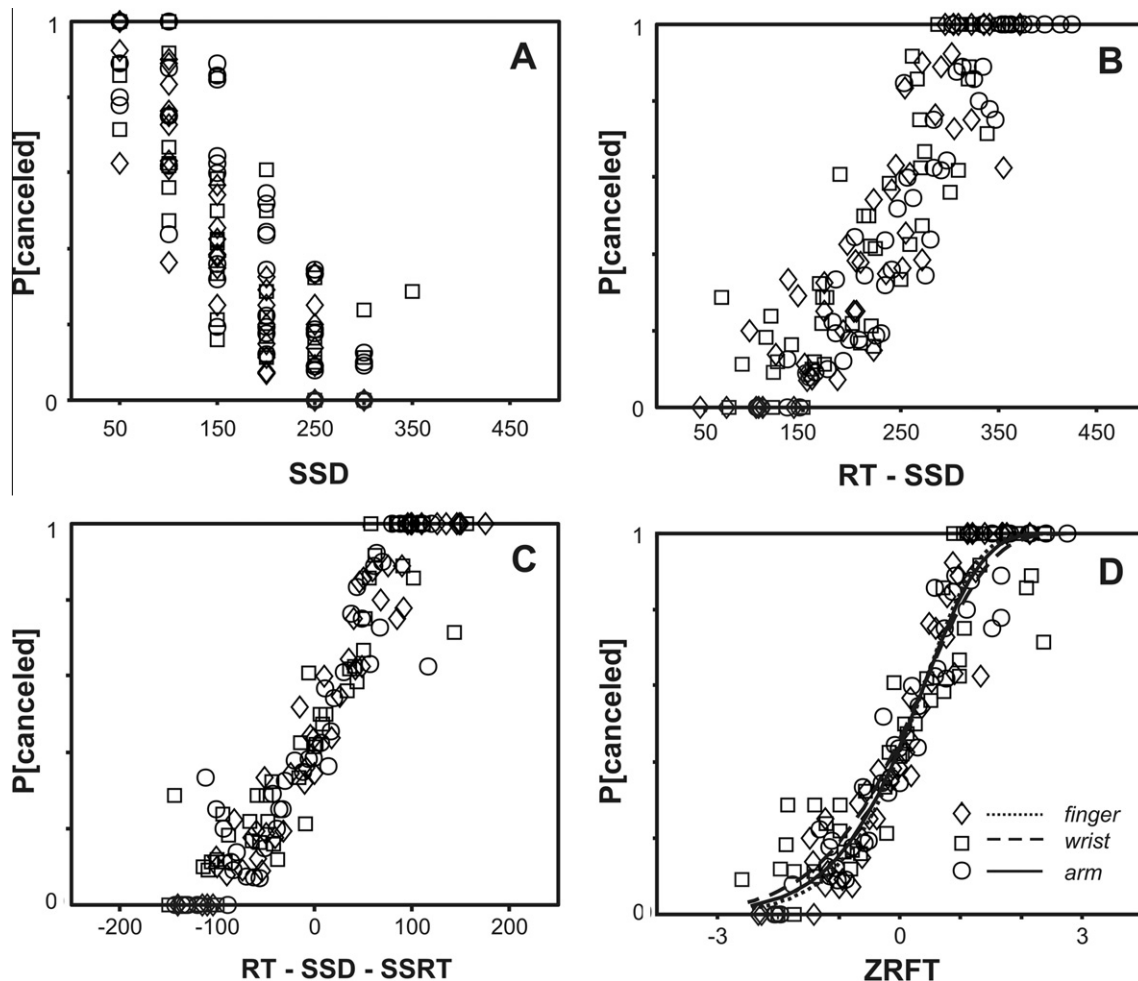 1
A
P[canceled]
0
50 150 250 350 450
SSD
1
B
P[canceled]
0
50 150 250 350 450
RT - SSD
1
C
P[canceled]
0
-200 -100 0 100 200
RT - SSD - SSRT
1
D
P[canceled]
finger
wrist
arm
0
-3 0 3
ZRFT